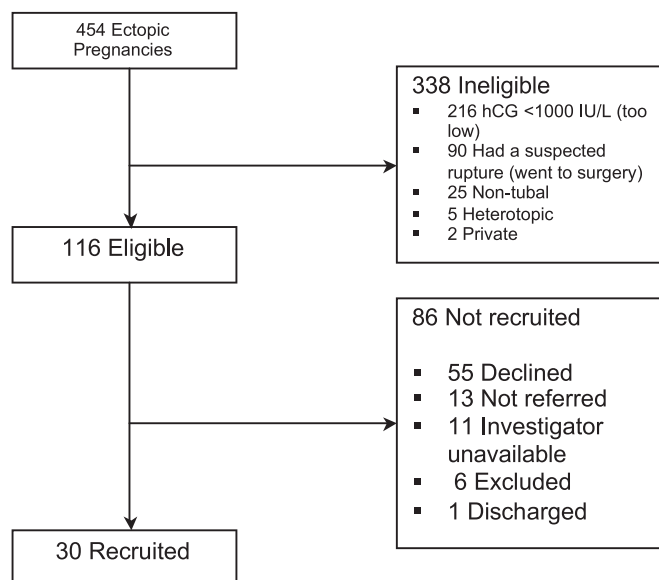 454 Ectopic
Pregnancies
338 Ineligible
▪ 216 hCG <1000 IU/L (too
low)
▪ 90 Had a suspected
rupture (went to surgery)
▪ 25 Non-tubal
▪ 5 Heterotopic
▪ 2 Private
116 Eligible
86 Not recruited
▪ 55 Declined
▪ 13 Not referred
▪ 11 Investigator
unavailable
▪ 6 Excluded
▪ 1 Discharged
30 Recruited